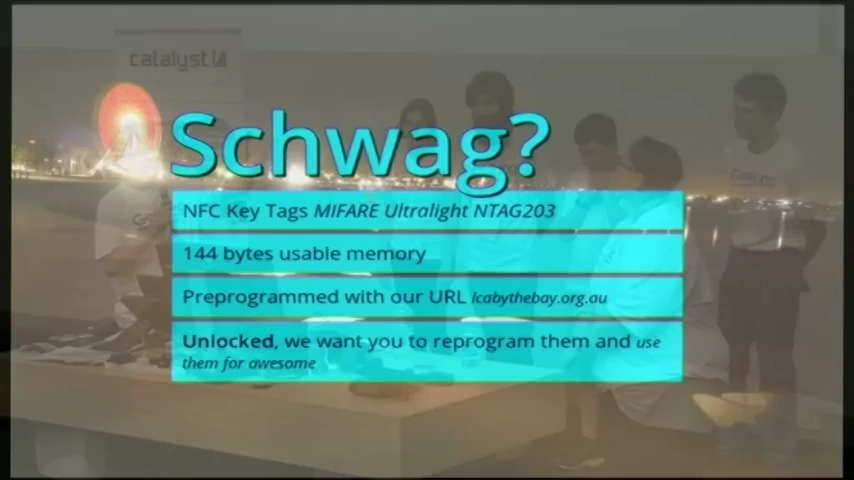 catalyst
Schwag?
NFC Key Tags MIFARE Ultralight NTAG203
144 bytes usable memory
Preprogrammed with our URL lcabythebay.org.au
Unlocked, we want you to reprogram them and use
them for awesome